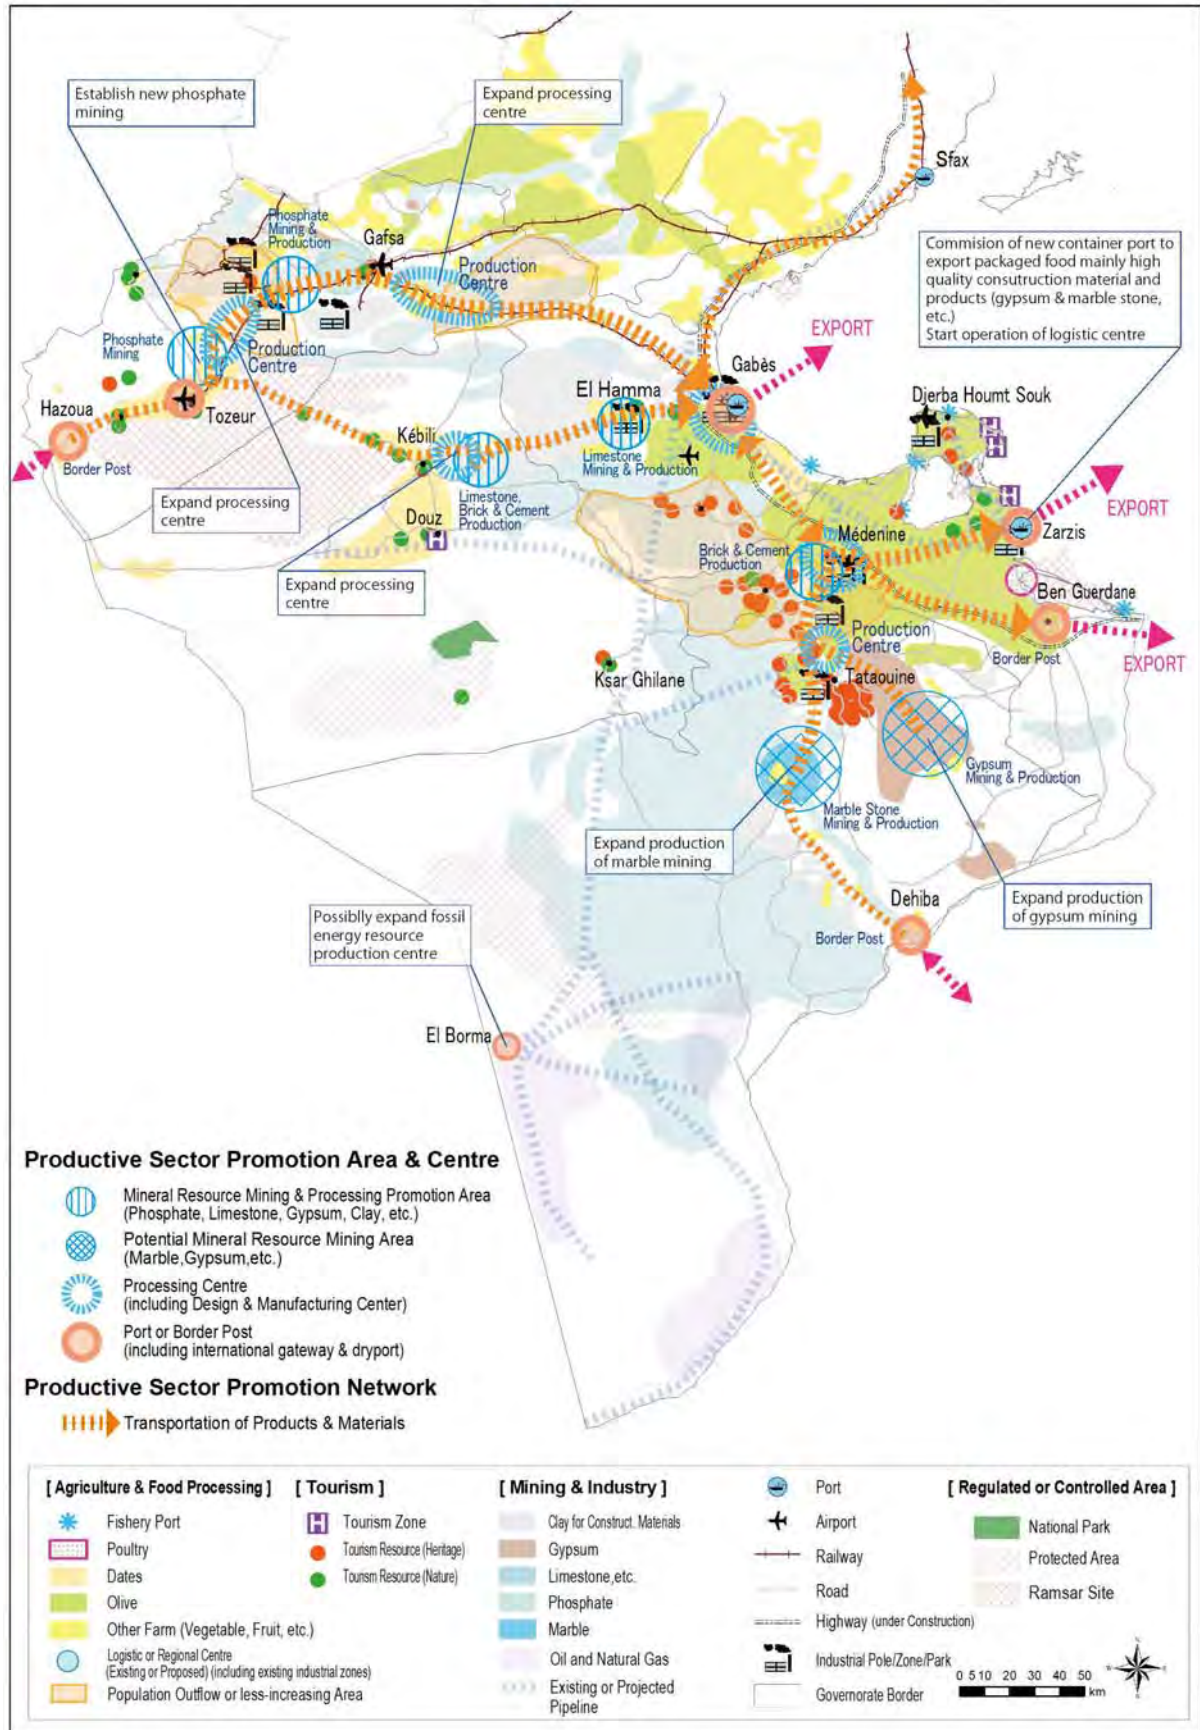 Establish new phosphate
mining
Expand processing
centre
Sfax
Commision of new container port to
export packaged food mainly high
quality consutruction material and
products (gypsum & marble stone,
etc.)
Start operation of logistic centre
Phosphate
Mining &
Production
Gafsa
Production
Centre
EXPORT
Phosphate
Mining
Production
Centre
Gabès
El Hamma
Djerba Houmt Souk
Hazoua
Tozeur
Kébili
Border Post
Limestone
Mining & Production
EXPORT
Expand processing
centre
Limestone,
Brick & Cement
Production
Douz
Médenine
Zarzis
Brick & Cement
Production
Expand processing
centre
Ben Guerdane
Production
Centre
Border Post
EXPORT
Ksar Ghilane
Tataouine
Gypsum
Mining & Production
Marble Stone
Mining & Production
Expand production
of marble mining
Dehiba
Expand production
of gypsum mining
Possiblly expand fossil
energy resource
production centre
Border Post
El Borma
Productive Sector Promotion Area & Centre
Mineral Resource Mining & Processing Promotion Area
(Phosphate, Limestone, Gypsum, Clay, etc.)
Potential Mineral Resource Mining Area
(Marble,Gypsum,etc.)
Processing Centre
(including Design & Manufacturing Center)
Port or Border Post
(including international gateway & dryport)
Productive Sector Promotion Network
Transportation of Products & Materials
[ Agriculture & Food Processing ]
Fishery Port
Poultry
Dates
Olive
Other Farm (Vegetable, Fruit, etc.)
Logistic or Regional Centre
(Existing or Proposed) (including existing industrial zones)
Population Outflow or less-increasing Area
[ Tourism ]
H Tourism Zone
Tourism Resource (Heritage)
Tourism Resource (Nature)
[ Mining & Industry ]
Clay for Construct. Materials
Gypsum
Limestone,etc.
Phosphate
Marble
Oil and Natural Gas
Existing or Projected
Pipeline
Port
Airport
Railway
Road
Highway (under Construction)
Industrial Pole/Zone/Park
Governorate Border
[ Regulated or Controlled Area ]
National Park
Protected Area
Ramsar Site
0 5 10 20 30 40 50
km